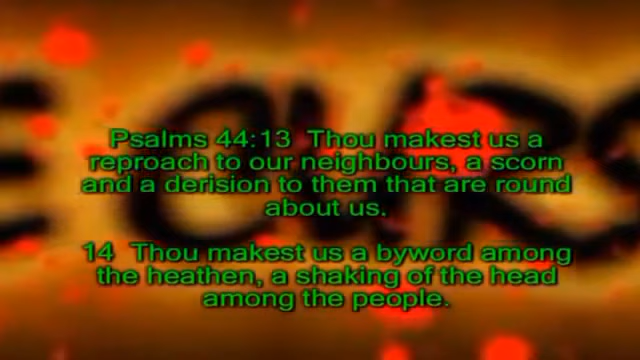 Psalms 44:13 Thou makest us a
reproach to our neighbours, a scorn
and a derision to them that are round
about us.
14 Thou makest us a byword among
the heathen, a shaking of the head
among the people.